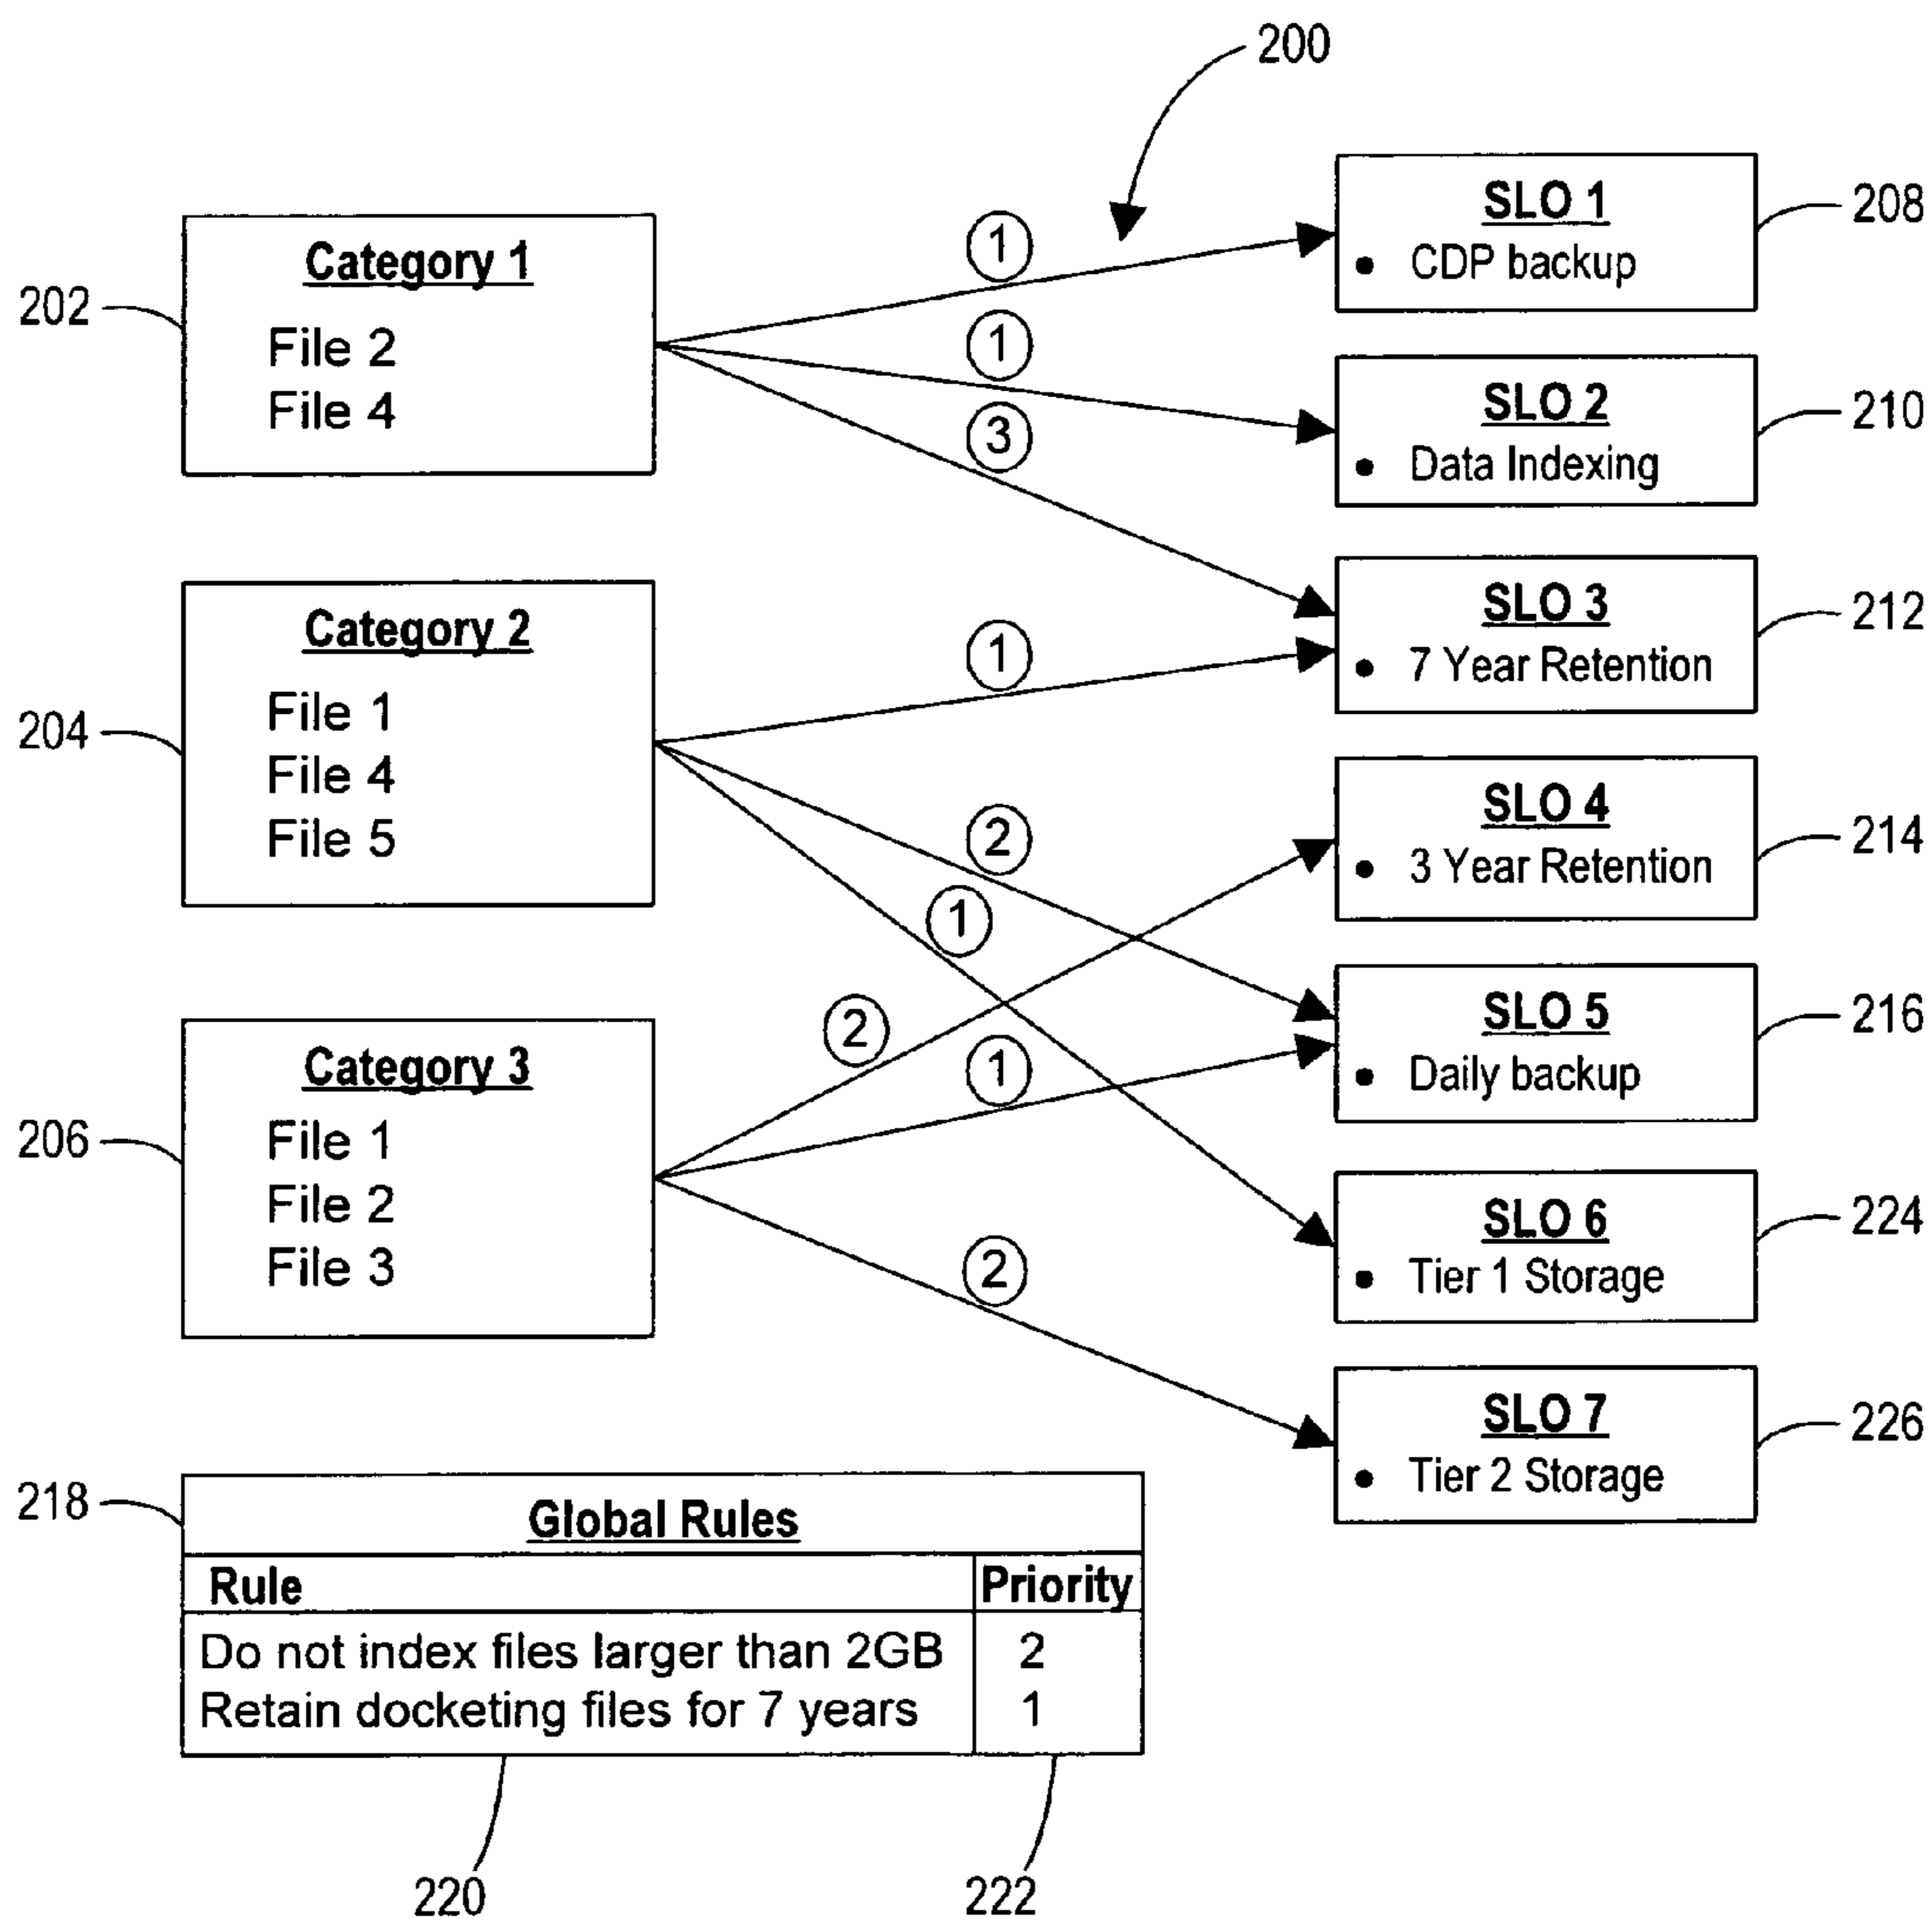 200
SLO 1
• CDP backup
208
Category 1
File 2
File 4
202
1
1
3
SLO 2
• Data Indexing
210
SLO 3
• 7 Year Retention
212
Category 2
File 1
File 4
File 5
204
1
2
1
SLO 4
• 3 Year Retention
214
SLO 5
• Daily backup
216
Category 3
File 1
File 2
File 3
206
2
1
2
SLO 6
• Tier 1 Storage
224
SLO 7
• Tier 2 Storage
226
218
Global Rules
Rule Priority
Do not index files larger than 2GB 2
Retain docketing files for 7 years 1
220 222